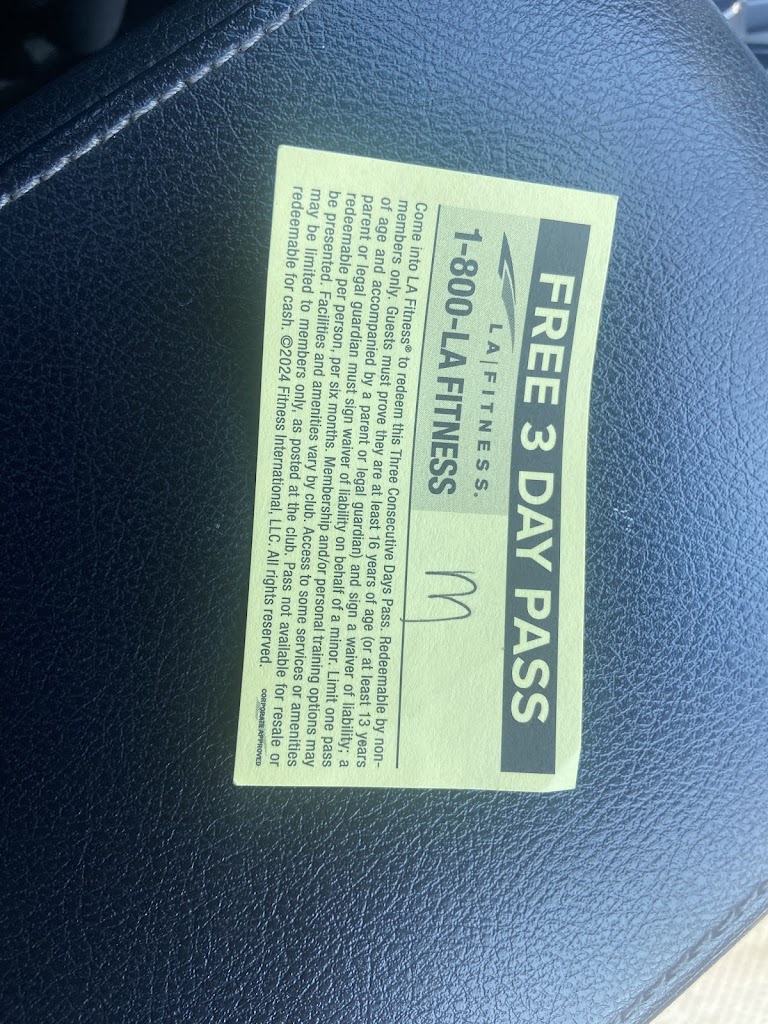 FREE 3 DAY PASS
LA|FITNESS.
1-800-LA FITNESS
Come into LA Fitness® to redeem this Three Consecutive Days Pass. Redeemable by non-
members only. Guests must prove they are at least 16 years of age (or at least 13 years
of age and accompanied by a parent or legal guardian) and sign a waiver of liability; a
parent or legal guardian must sign waiver of liability on behalf of a minor. Limit one pass
redeemable per person, per six months. Membership and/or personal training options may
be presented. Facilities and amenities vary by club. Access to some services or amenities
may be limited to members only, as posted at the club. Pass not available for resale or
redeemable for cash. ©2024 Fitness International, LLC. All rights reserved.
CORPORATE APPROVED